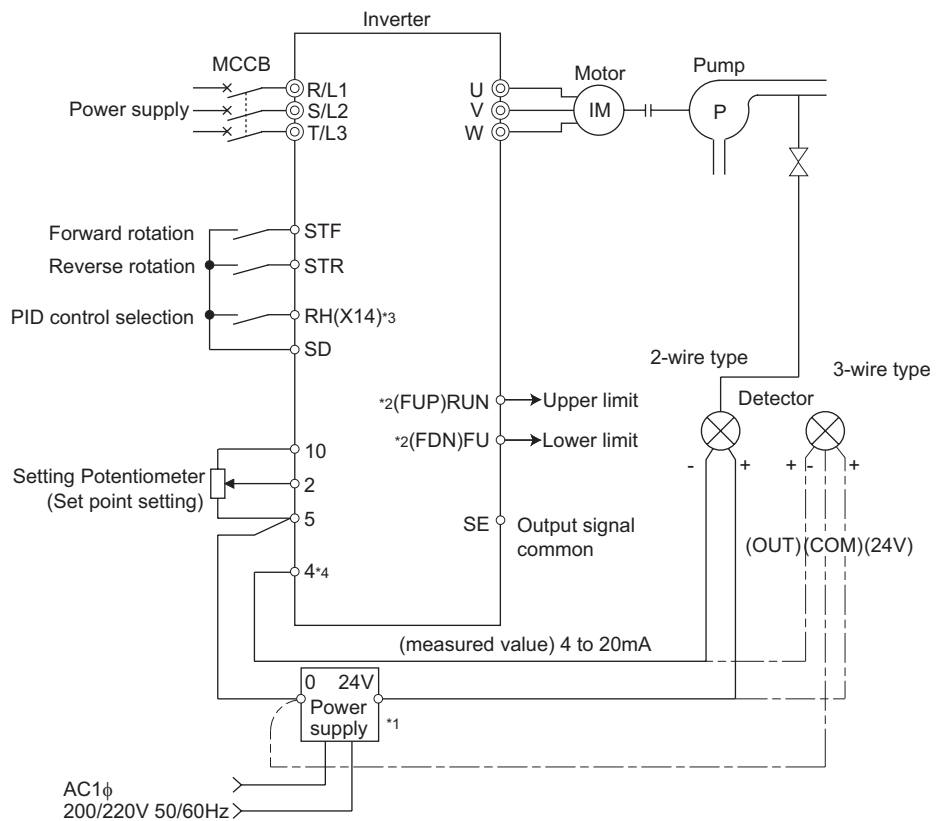 Inverter
MCCB
Power supply
R/L1
S/L2
T/L3
U
V
W
Motor
IM
Pump
P
Forward rotation
STF
Reverse rotation
STR
PID control selection
RH(X14)*3
SD
*2(FUP)RUN
Upper limit
*2(FDN)FU
Lower limit
2-wire type
3-wire type
Detector
- +
+ - +
(OUT)(COM)(24V)
Setting Potentiometer
(Set point setting)
10
2
5
4*4
SE
Output signal
common
(measured value) 4 to 20mA
0 24V
Power
supply
*1
AC1ϕ
200/220V 50/60Hz